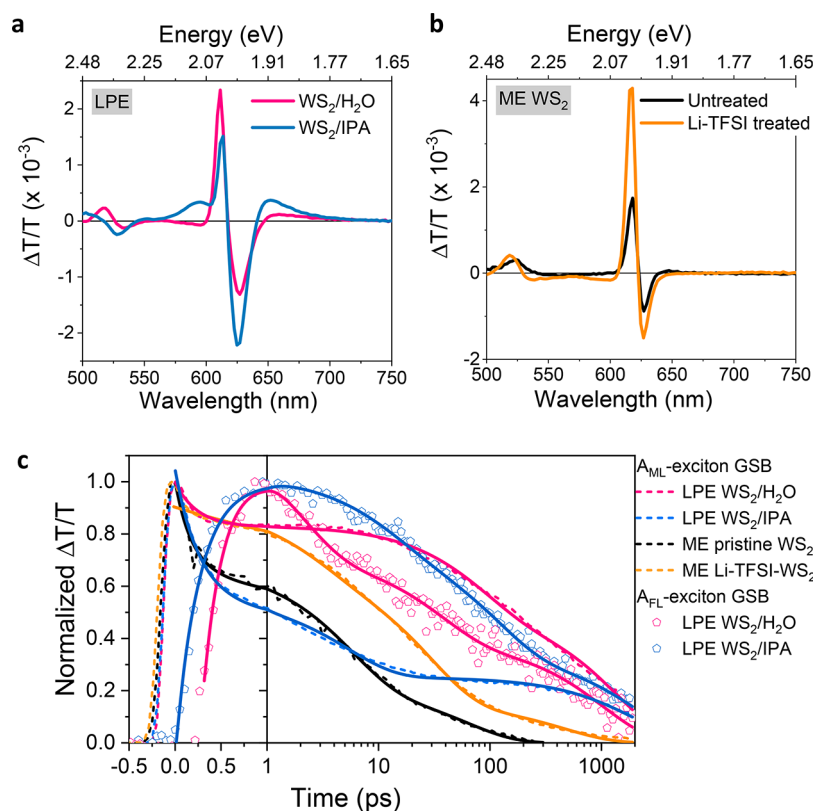 a
Energy (eV)
2.48 2.25 2.07 1.91 1.77 1.65
LPE
WS₂/H₂O
WS₂/IPA
ΔT/T (x 10⁻³)
2
1
0
-1
-2
500 550 600 650 700 750
Wavelength (nm)
b
Energy (eV)
2.48 2.25 2.07 1.91 1.77 1.65
ME WS₂
Untreated
Li-TFSI treated
ΔT/T (x 10⁻³)
4
2
0
-2
500 550 600 650 700 750
Wavelength (nm)
c
Normalized ΔT/T
1.0
0.8
0.6
0.4
0.2
0.0
-0.5 0.0 0.5 1 10 100 1000
Time (ps)
A_ML-exciton GSB
LPE WS₂/H₂O
LPE WS₂/IPA
ME pristine WS₂
ME Li-TFSI-WS₂
A_FL-exciton GSB
LPE WS₂/H₂O
LPE WS₂/IPA